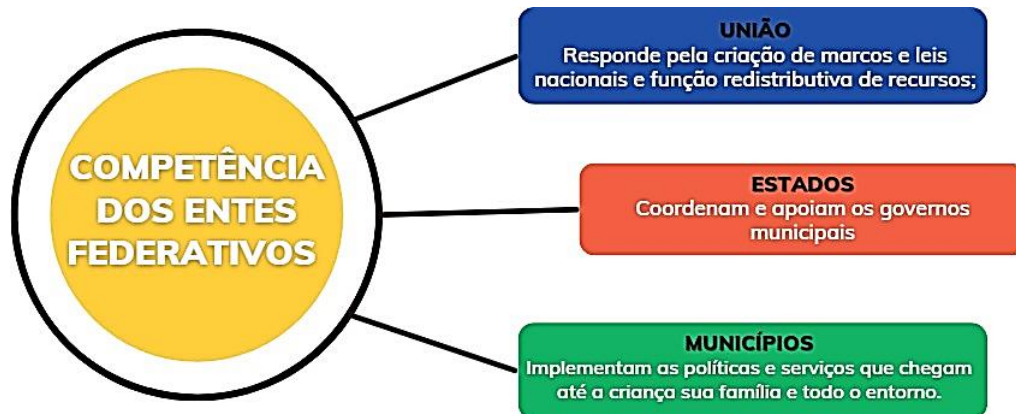 COMPETÊNCIA
DOS ENTES
FEDERATIVOS
UNIÃO
Responde pela criação de marcos e leis
nacionais e função redistributiva de recursos;
ESTADOS
Coordenam e apoiam os governos
municipais
MUNICÍPIOS
Implementam as políticas e serviços que chegam
até a criança sua família e todo o entorno.